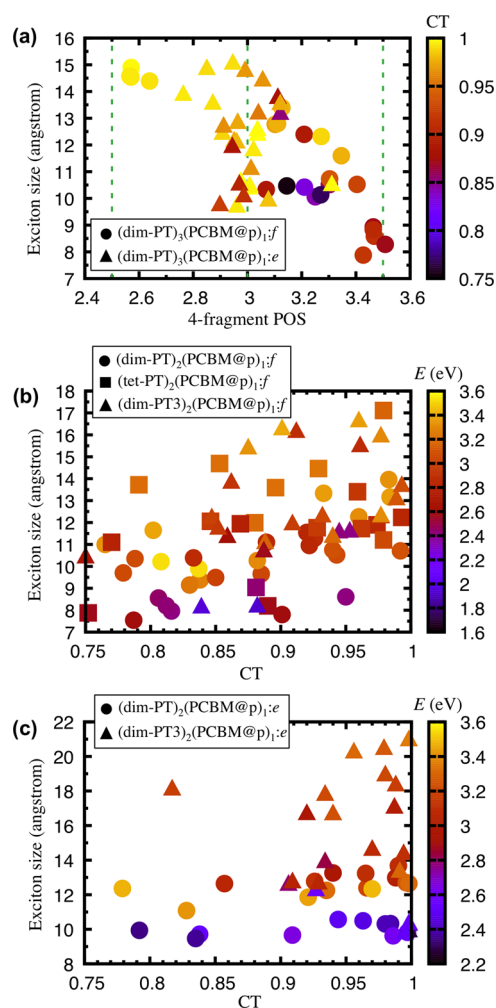 (a)
CT
16
15
14
13
12
11
10
9
8
7
Exciton size (angstrom)
(dim-PT)₃(PCBM@p)₁:f
(dim-PT)₃(PCBM@p)₁:e
2.4 2.6 2.8 3 3.2 3.4 3.6
4-fragment POS
1
0.95
0.9
0.85
0.8
0.75
(b)
(dim-PT)₂(PCBM@p)₁:f
(tet-PT)₂(PCBM@p)₁:f
(dim-PT3)₂(PCBM@p)₁:f
E (eV)
18
17
16
15
14
13
12
11
10
9
8
7
Exciton size (angstrom)
0.75 0.8 0.85 0.9 0.95 1
CT
3.6
3.4
3.2
3
2.8
2.6
2.4
2.2
2
1.8
1.6
(c)
(dim-PT)₂(PCBM@p)₁:e
(dim-PT3)₂(PCBM@p)₁:e
E (eV)
22
20
18
16
14
12
10
8
Exciton size (angstrom)
0.75 0.8 0.85 0.9 0.95 1
CT
3.6
3.4
3.2
3
2.8
2.6
2.4
2.2